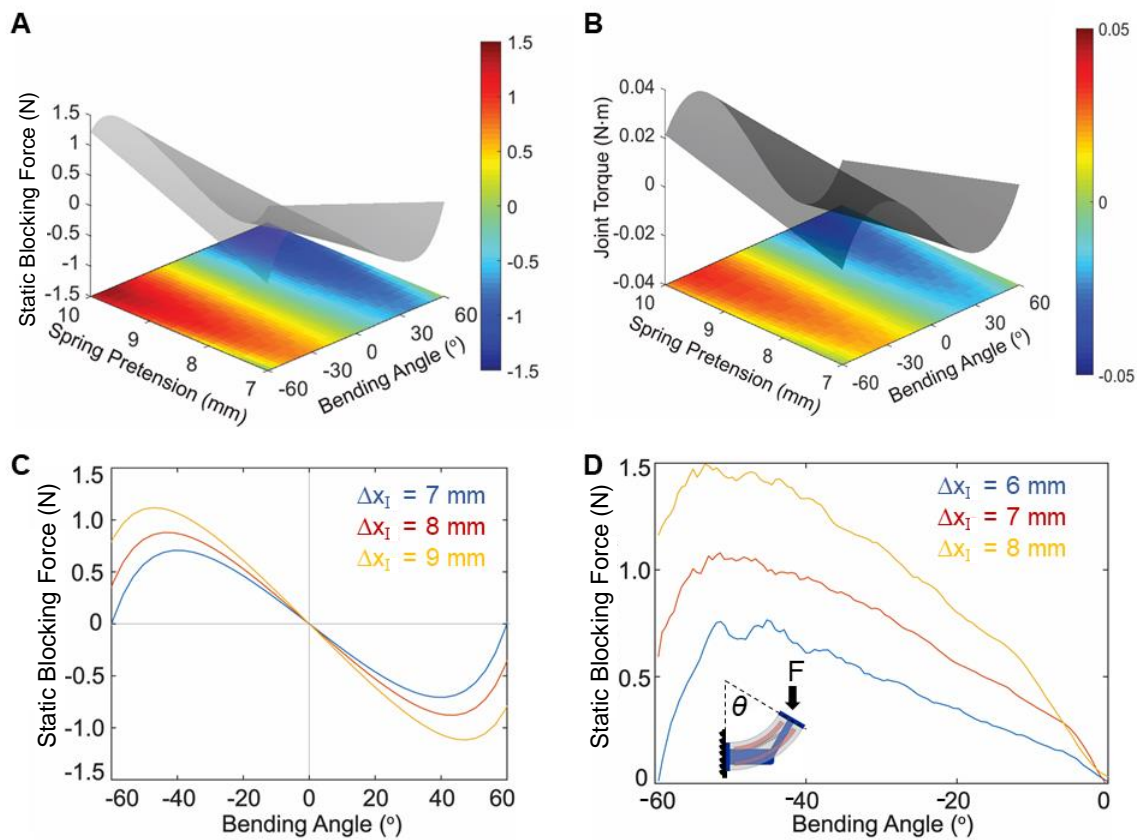 A
Static Blocking Force (N)
1.5
1
0.5
0
-0.5
-1
-1.5
10
9
8
7
Spring Pretension (mm)
-60
-30
0
30
60
Bending Angle (°)
1.5
1
0.5
0
-0.5
-1
-1.5
B
Joint Torque (N·m)
0.04
0.02
0
-0.02
-0.04
10
9
8
7
Spring Pretension (mm)
-60
-30
0
30
60
Bending Angle (°)
0.05
0
-0.05
C
Static Blocking Force (N)
1.5
1.0
0.5
0
-0.5
-1.0
-1.5
Δx_I = 7 mm
Δx_I = 8 mm
Δx_I = 9 mm
-60 -40 -20 0 20 40 60
Bending Angle (°)
D
Static Blocking Force (N)
1.5
1.0
0.5
0
Δx_I = 6 mm
Δx_I = 7 mm
Δx_I = 8 mm
F
θ
-60 -40 -20 0
Bending Angle (°)